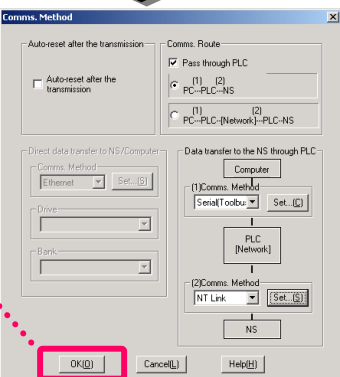 Comms. Method
Auto-reset after the transmission
Auto-reset after the
transmission
Comms. Route
Pass through PLC
(1) (2)
PC---PLC---NS
(1) (2)
PC---PLC--[Network]---PLC--NS
Direct data transfer to NS/Computer
Comms. Method
Ethernet
Set...(S)
Drive
Bank
Data transfer to the NS through PLC
Computer
(1)Comms. Method
Serial(Toolbu:
Set...(C)
PLC
[Network]
(2)Comms. Method
NT Link
Set...(S)
NS
OK(O)
Cancel(L)
Help(H)